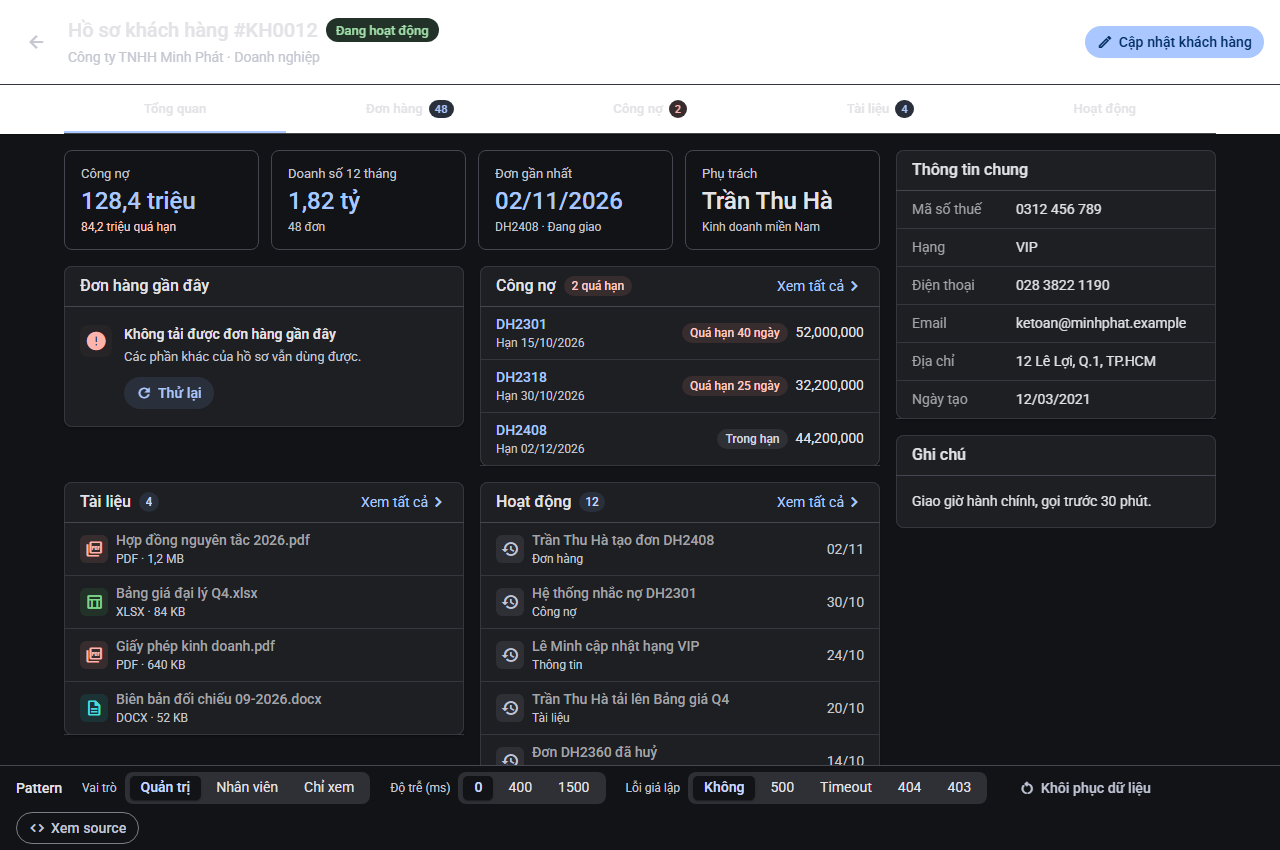 Hồ sơ khách hàng #KH0012 Đang hoạt động
Công ty TNHH Minh Phát · Doanh nghiệp
Cập nhật khách hàng
Tổng quan
Đơn hàng 48
Công nợ 2
Tài liệu 4
Hoạt động
Công nợ
128,4 triệu
84,2 triệu quá hạn
Doanh số 12 tháng
1,82 tỷ
48 đơn
Đơn gần nhất
02/11/2026
DH2408 · Đang giao
Phụ trách
Trần Thu Hà
Kinh doanh miền Nam
Đơn hàng gần đây
Không tải được đơn hàng gần đây
Các phần khác của hồ sơ vẫn dùng được.
Thử lại
Công nợ 2 quá hạn Xem tất cả
DH2301
Hạn 15/10/2026
Quá hạn 40 ngày 52,000,000
DH2318
Hạn 30/10/2026
Quá hạn 25 ngày 32,200,000
DH2408
Hạn 02/12/2026
Trong hạn 44,200,000
Tài liệu 4 Xem tất cả
Hợp đồng nguyên tắc 2026.pdf
PDF · 1,2 MB
Bảng giá đại lý Q4.xlsx
XLSX · 84 KB
Giấy phép kinh doanh.pdf
PDF · 640 KB
Biên bản đối chiếu 09-2026.docx
DOCX · 52 KB
Hoạt động 12 Xem tất cả
Trần Thu Hà tạo đơn DH2408
Đơn hàng
02/11
Hệ thống nhắc nợ DH2301
Công nợ
30/10
Lê Minh cập nhật hạng VIP
Thông tin
24/10
Trần Thu Hà tải lên Bảng giá Q4
Tài liệu
20/10
Đơn DH2360 đã huỷ
14/10
Thông tin chung
Mã số thuế 0312 456 789
Hạng VIP
Điện thoại 028 3822 1190
Email ketoan@minhphat.example
Địa chỉ 12 Lê Lợi, Q.1, TP.HCM
Ngày tạo 12/03/2021
Ghi chú
Giao giờ hành chính, gọi trước 30 phút.
Pattern Vai trò Quản trị Nhân viên Chỉ xem Độ trễ (ms) 0 400 1500 Lỗi giả lập Không 500 Timeout 404 403 Khôi phục dữ liệu
Xem source